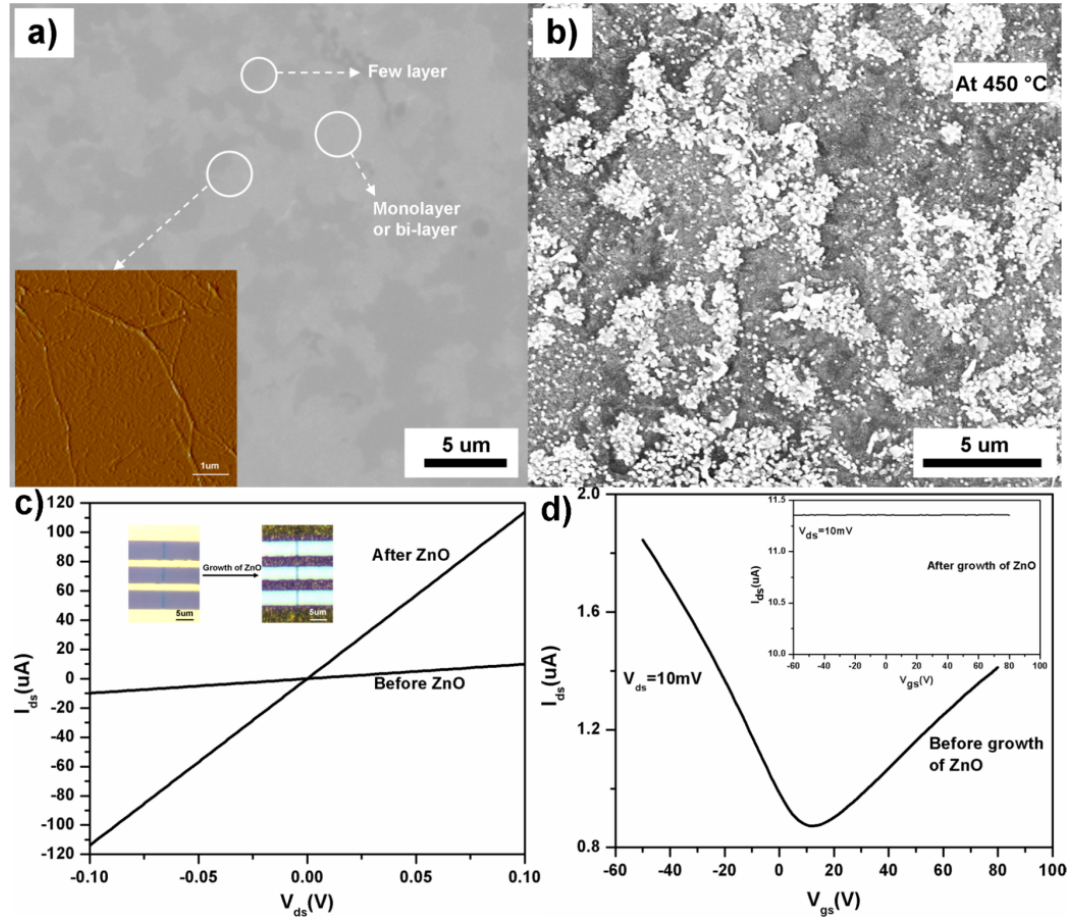 a)
Few layer
Monolayer
or bi-layer
1um
5 um
b)
At 450 °C
5 um
c)
120
100
80
60
40
20
0
-20
-40
-60
-80
-100
-120
I_ds(uA)
After ZnO
Growth of ZnO
5um
5um
Before ZnO
-0.10
-0.05
0.00
0.05
0.10
V_ds(V)
d)
2.0
1.6
1.2
0.8
I_ds(uA)
V_ds=10mV
Before growth
of ZnO
-60
-40
-20
0
20
40
60
80
100
V_gs(V)
11.5
11.0
10.5
10.0
I_ds(uA)
V_ds=10mV
After growth of ZnO
-60
-40
-20
0
20
40
60
80
100
V_gs(V)